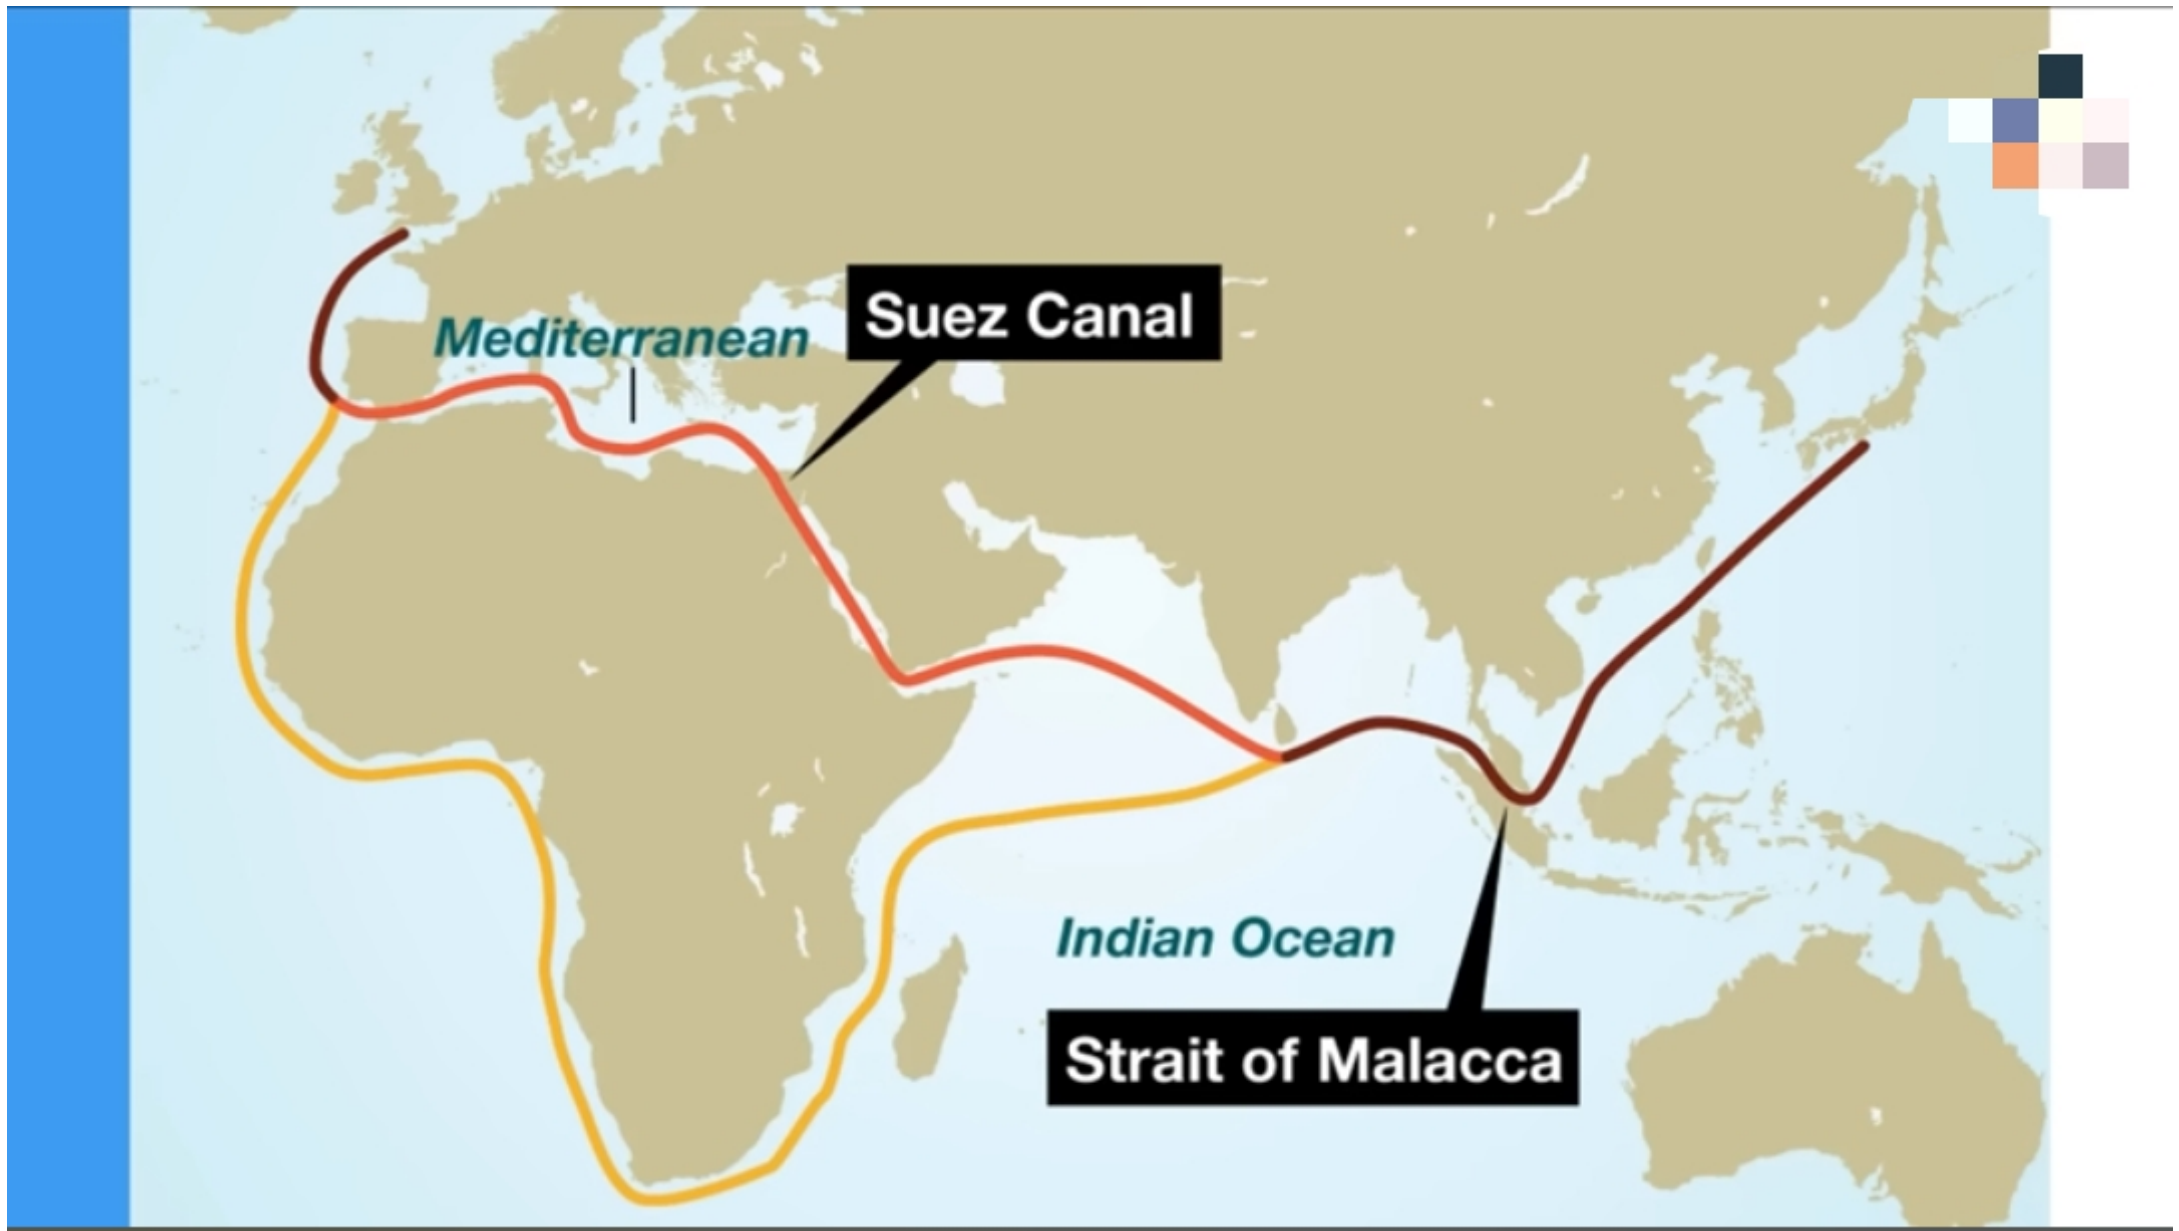 Mediterranean
Suez Canal
Indian Ocean
Strait of Malacca